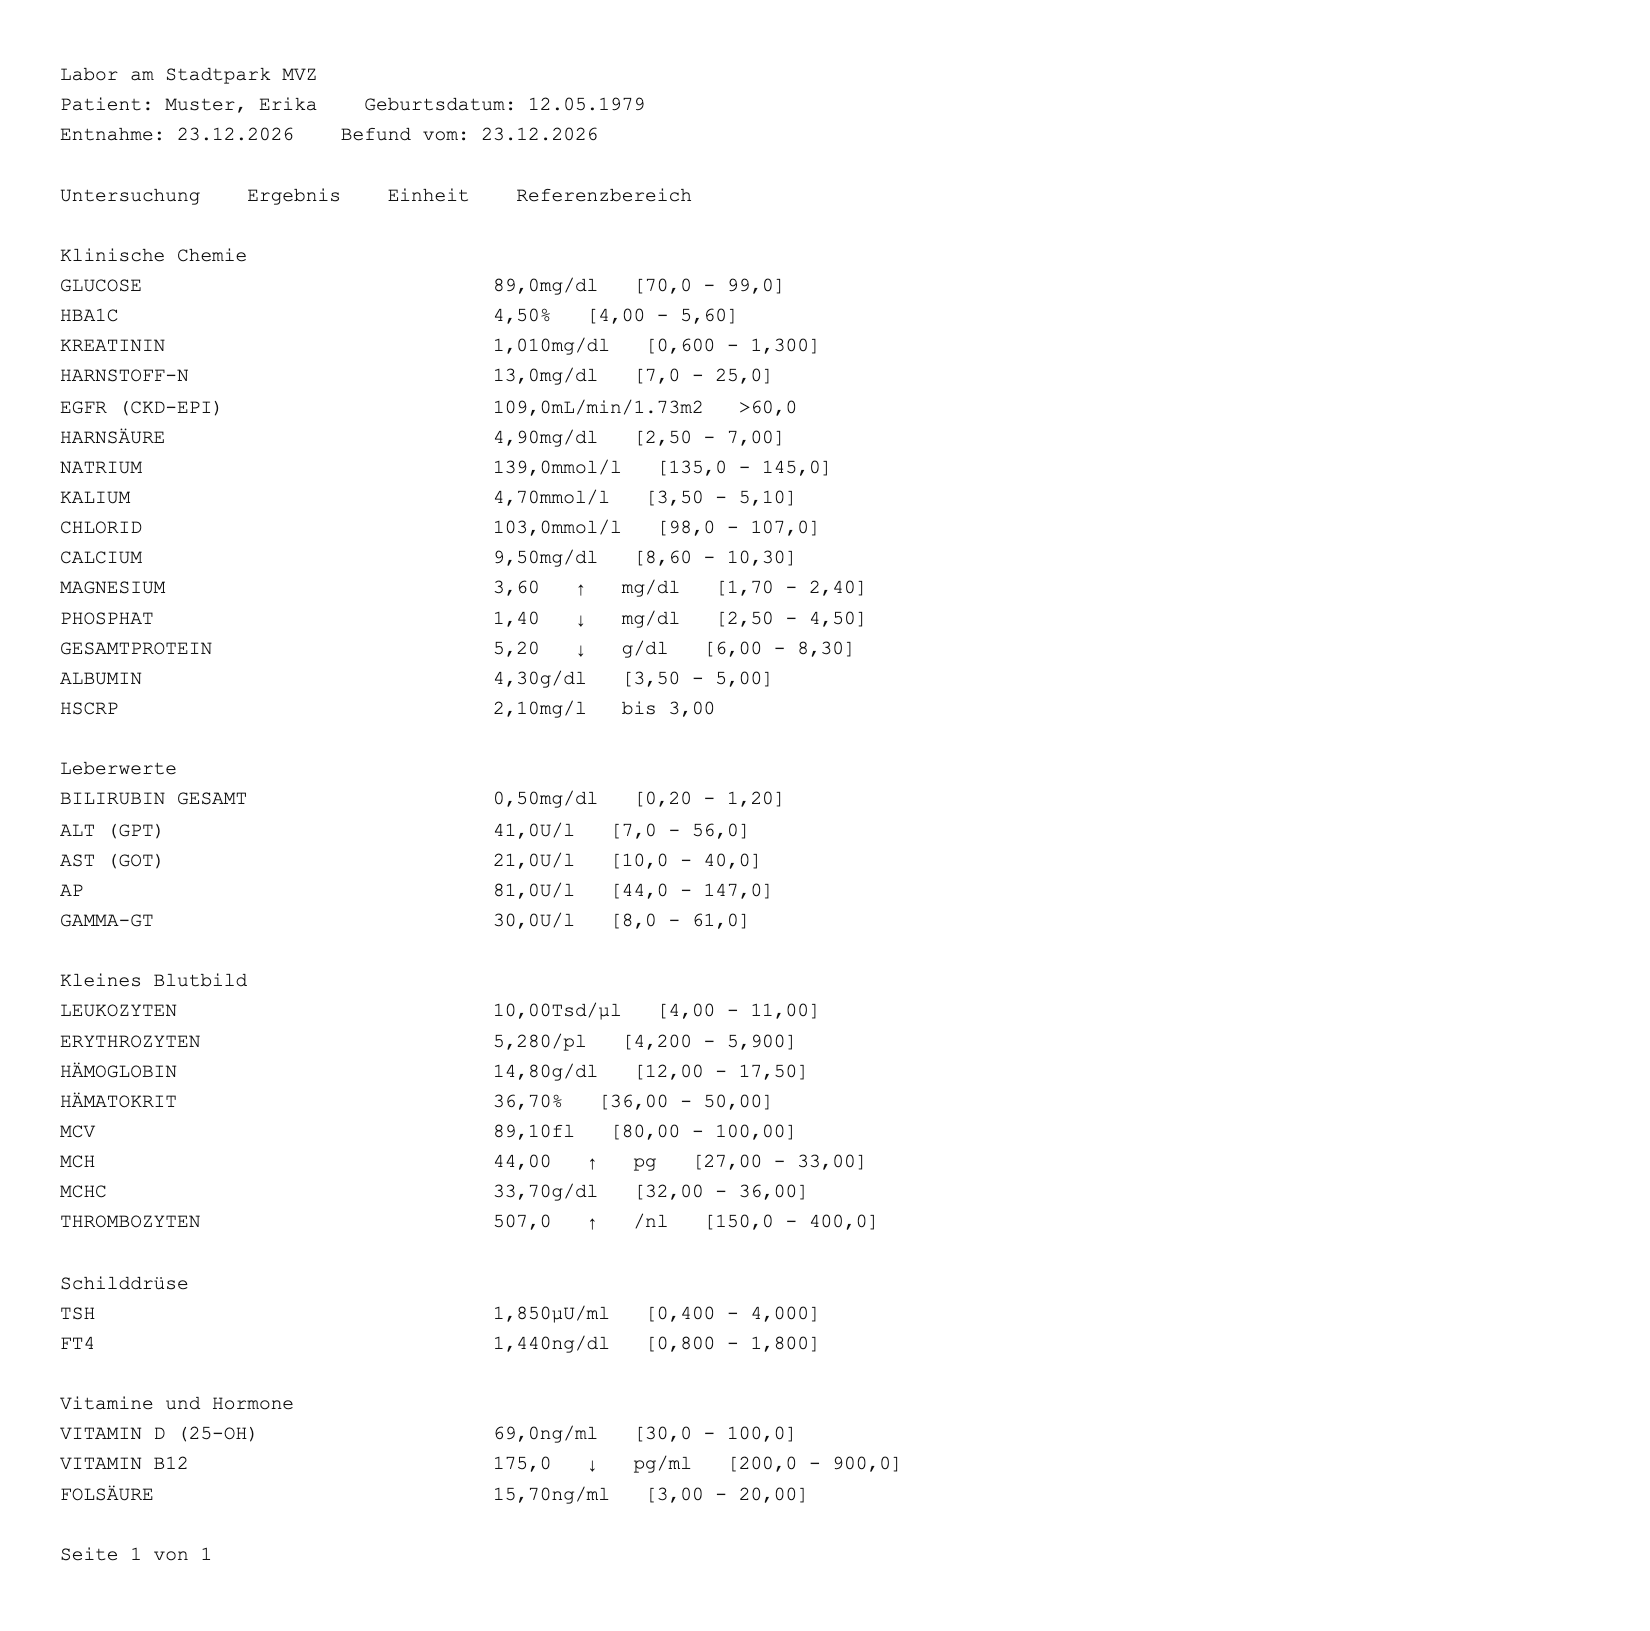 Labor am Stadtpark MVZ
Patient: Muster, Erika    Geburtsdatum: 12.05.1979
Entnahme: 23.12.2026    Befund vom: 23.12.2026
Untersuchung    Ergebnis    Einheit    Referenzbereich
Klinische Chemie
GLUCOSE    89,0mg/dl   [70,0 - 99,0]
HBA1C    4,50%   [4,00 - 5,60]
KREATININ    1,010mg/dl   [0,600 - 1,300]
HARNSTOFF-N    13,0mg/dl   [7,0 - 25,0]
EGFR (CKD-EPI)    109,0mL/min/1.73m2   >60,0
HARNSÄURE    4,90mg/dl   [2,50 - 7,00]
NATRIUM    139,0mmol/l   [135,0 - 145,0]
KALIUM    4,70mmol/l   [3,50 - 5,10]
CHLORID    103,0mmol/l   [98,0 - 107,0]
CALCIUM    9,50mg/dl   [8,60 - 10,30]
MAGNESIUM    3,60   ↑   mg/dl   [1,70 - 2,40]
PHOSPHAT    1,40   ↓   mg/dl   [2,50 - 4,50]
GESAMTPROTEIN    5,20   ↓   g/dl   [6,00 - 8,30]
ALBUMIN    4,30g/dl   [3,50 - 5,00]
HSCRP    2,10mg/l   bis 3,00
Leberwerte
BILIRUBIN GESAMT    0,50mg/dl   [0,20 - 1,20]
ALT (GPT)    41,0U/l   [7,0 - 56,0]
AST (GOT)    21,0U/l   [10,0 - 40,0]
AP    81,0U/l   [44,0 - 147,0]
GAMMA-GT    30,0U/l   [8,0 - 61,0]
Kleines Blutbild
LEUKOZYTEN    10,00Tsd/µl   [4,00 - 11,00]
ERYTHROZYTEN    5,280/pl   [4,200 - 5,900]
HÄMOGLOBIN    14,80g/dl   [12,00 - 17,50]
HÄMATOKRIT    36,70%   [36,00 - 50,00]
MCV    89,10fl   [80,00 - 100,00]
MCH    44,00   ↑   pg   [27,00 - 33,00]
MCHC    33,70g/dl   [32,00 - 36,00]
THROMBOZYTEN    507,0   ↑   /nl   [150,0 - 400,0]
Schilddrüse
TSH    1,850µU/ml   [0,400 - 4,000]
FT4    1,440ng/dl   [0,800 - 1,800]
Vitamine und Hormone
VITAMIN D (25-OH)    69,0ng/ml   [30,0 - 100,0]
VITAMIN B12    175,0   ↓   pg/ml   [200,0 - 900,0]
FOLSÄURE    15,70ng/ml   [3,00 - 20,00]
Seite 1 von 1